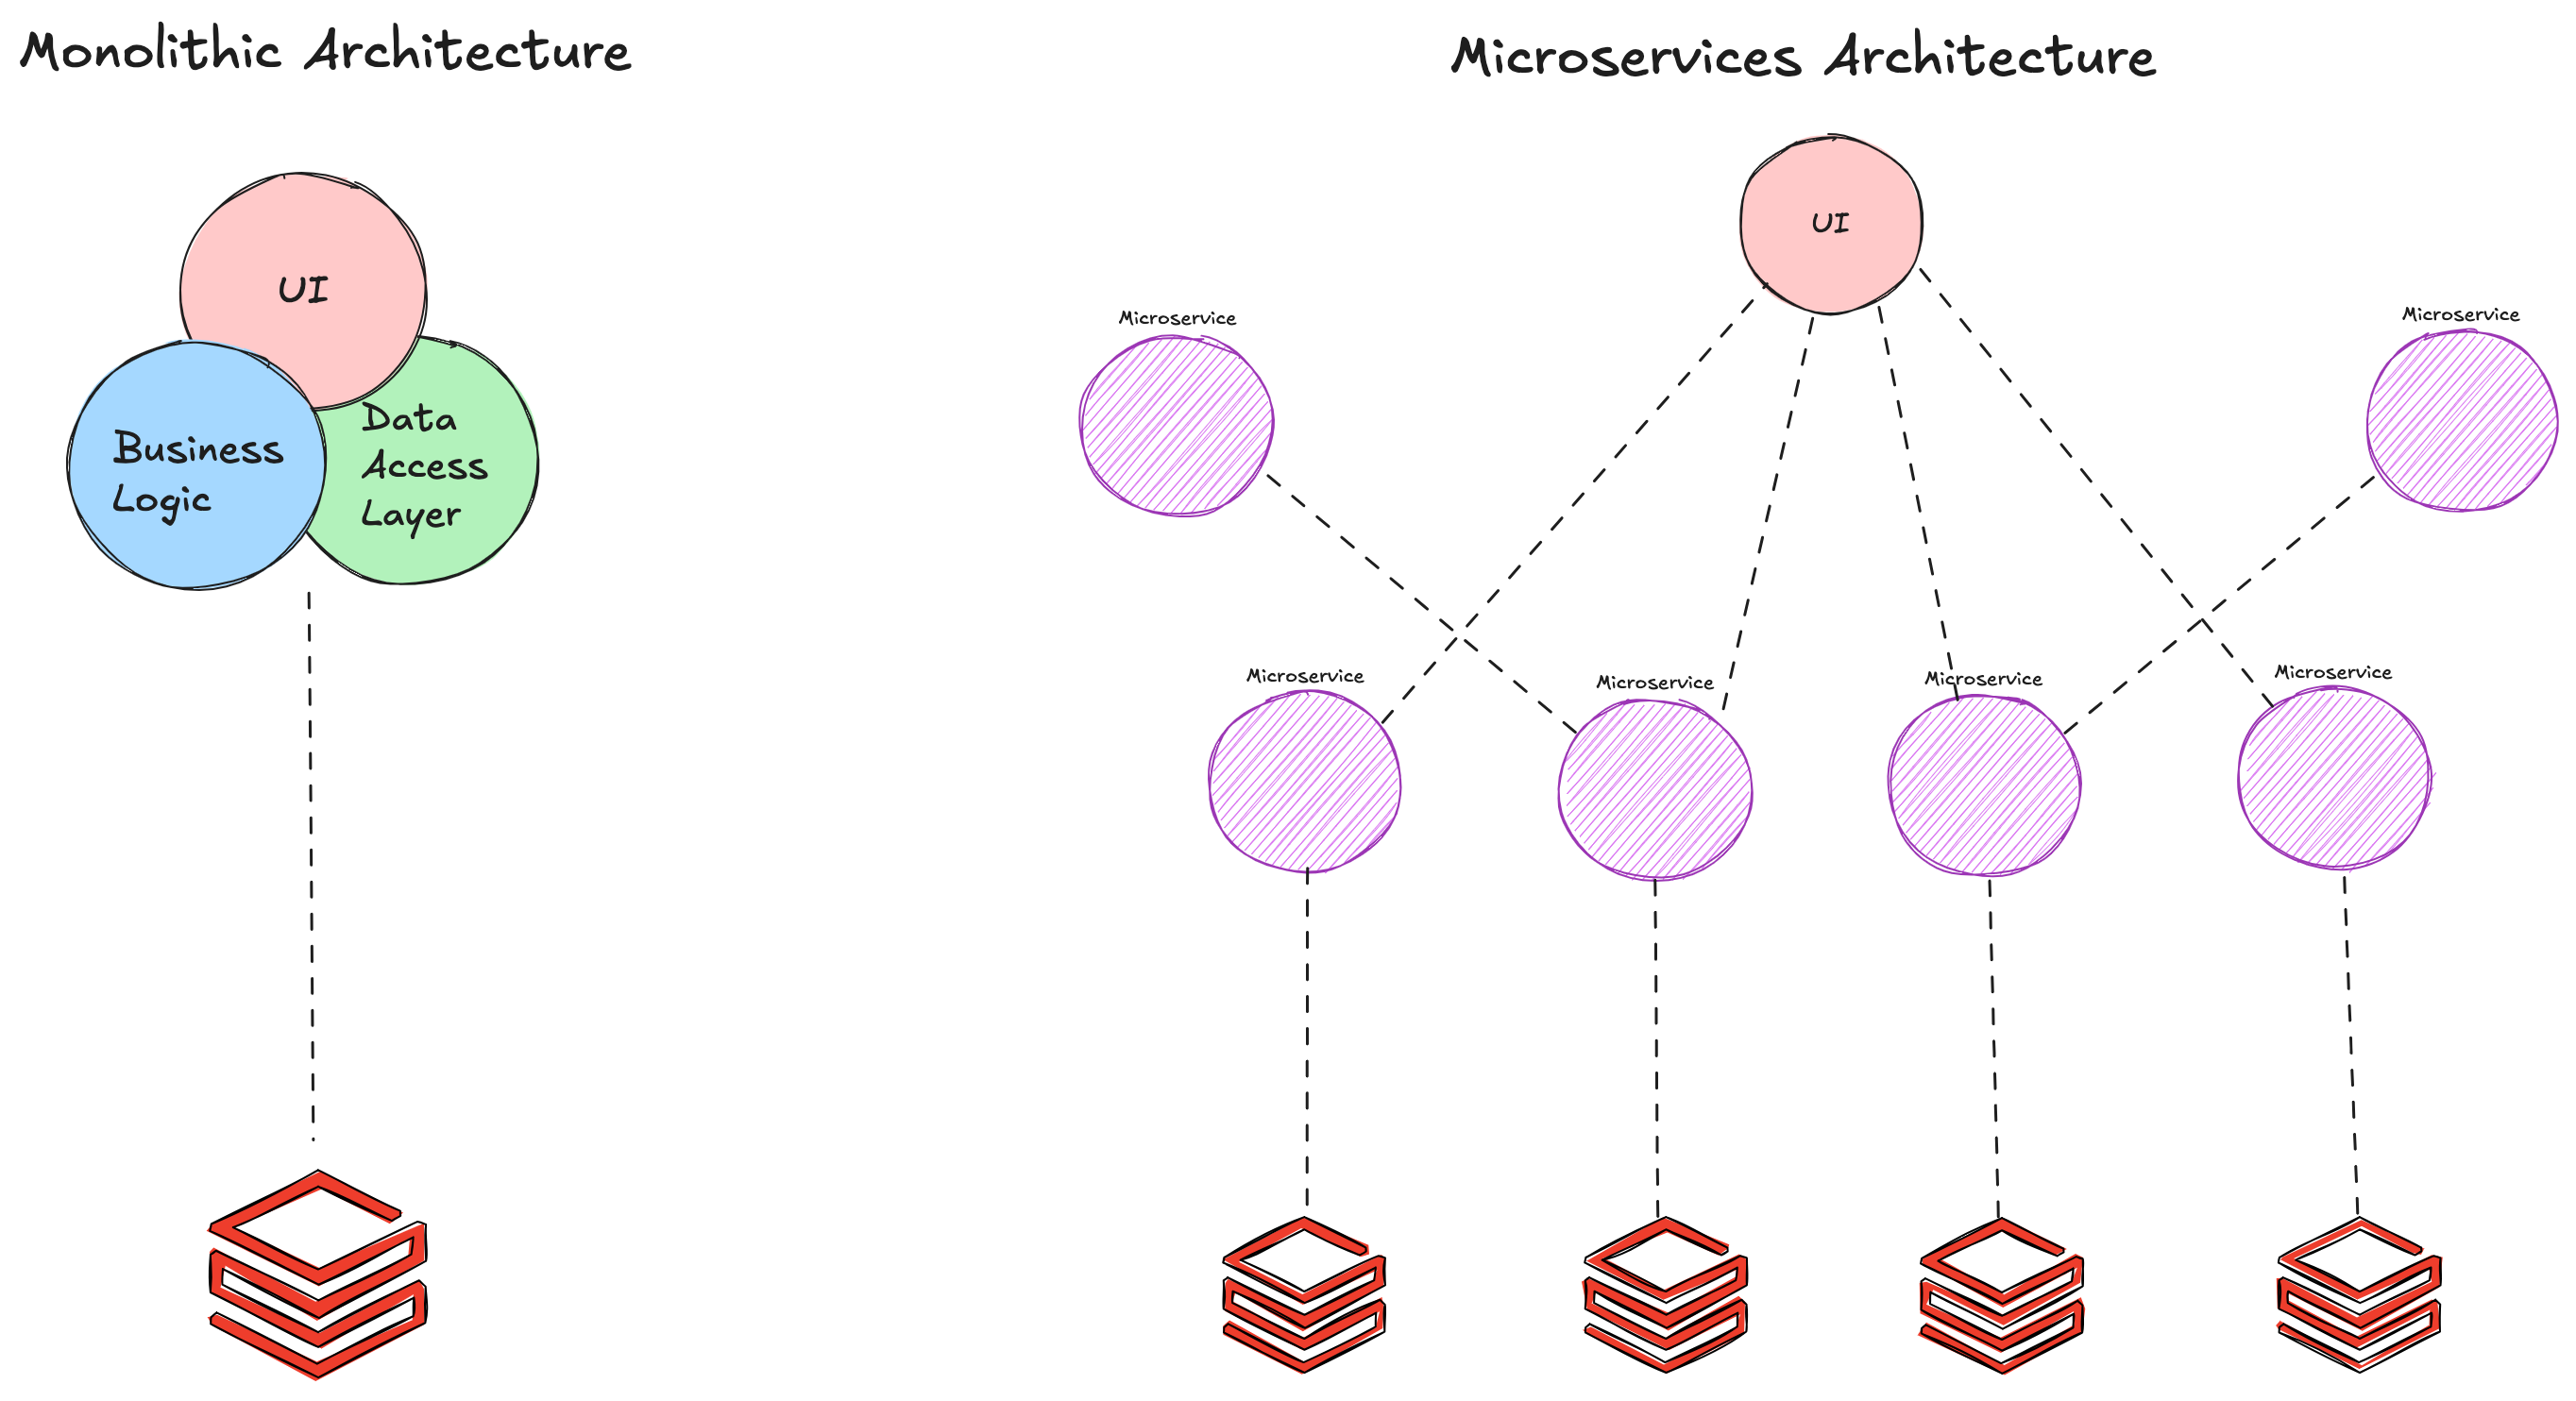 Monolithic Architecture
UI
Business
Logic
Data
Access
Layer
Microservices Architecture
UI
Microservice
Microservice
Microservice
Microservice
Microservice
Microservice